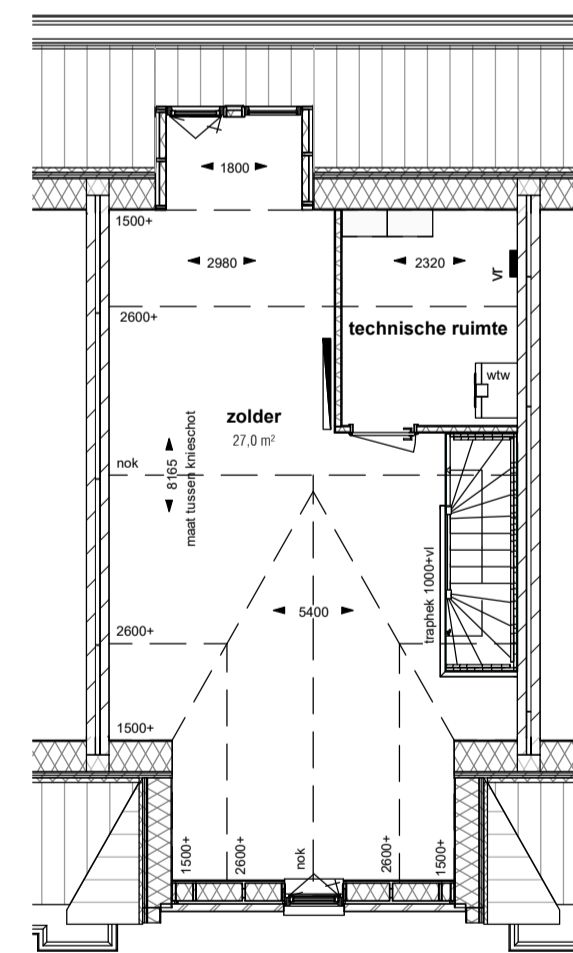 1800
1500+
2980
2320
vr
2600+
technische ruimte
wtw
zolder
27,0 m²
nok
8165
maat tussen knieschot
5400
traphek 1000+vl
2600+
1500+
1500+
2600+
nok
2600+
1500+